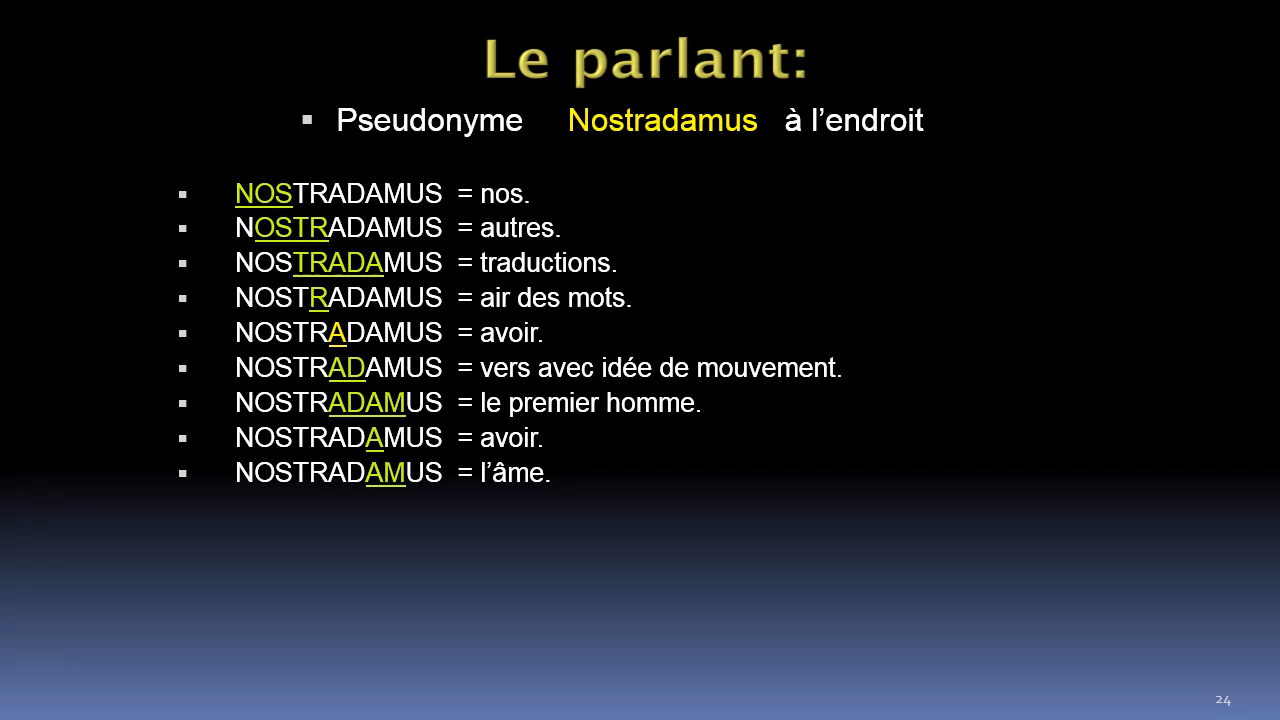 Le parlant:
▪ Pseudonyme Nostradamus à l’endroit
▪ NOSTRADAMUS = nos.
▪ NOSTRADAMUS = autres.
▪ NOSTRADAMUS = traductions.
▪ NOSTRADAMUS = air des mots.
▪ NOSTRADAMUS = avoir.
▪ NOSTRADAMUS = vers avec idée de mouvement.
▪ NOSTRADAMUS = le premier homme.
▪ NOSTRADAMUS = avoir.
▪ NOSTRADAMUS = l’âme.
24